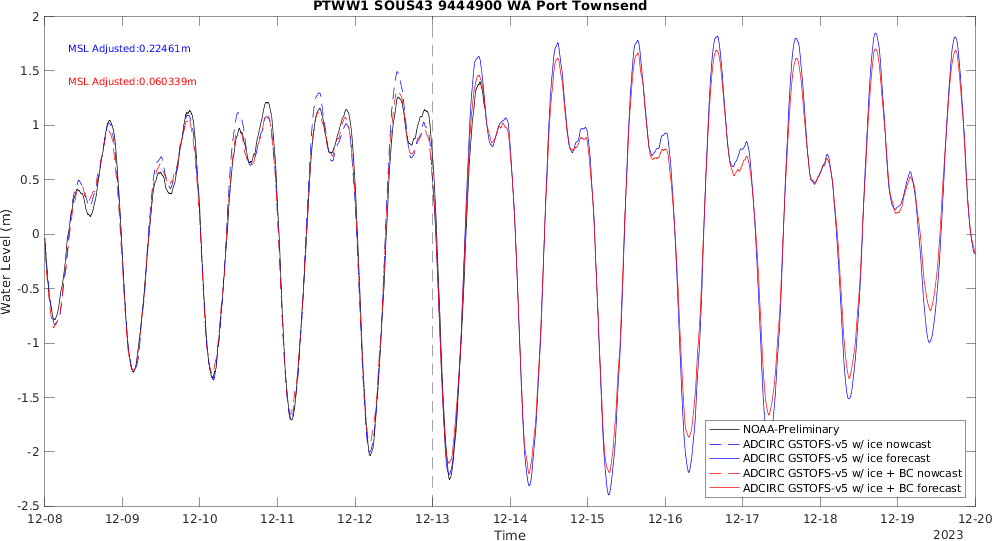 PTWW1 SOUS43 9444900 WA Port Townsend
MSL Adjusted:0.22461m
MSL Adjusted:0.060339m
Water Level (m)
2
1.5
1
0.5
0
-0.5
-1
-1.5
-2
-2.5
NOAA-Preliminary
ADCIRC GSTOFS-v5 w/ ice nowcast
ADCIRC GSTOFS-v5 w/ ice forecast
ADCIRC GSTOFS-v5 w/ ice + BC nowcast
ADCIRC GSTOFS-v5 w/ ice + BC forecast
12-08 12-09 12-10 12-11 12-12 12-13 12-14 12-15 12-16 12-17 12-18 12-19 12-20
Time
2023